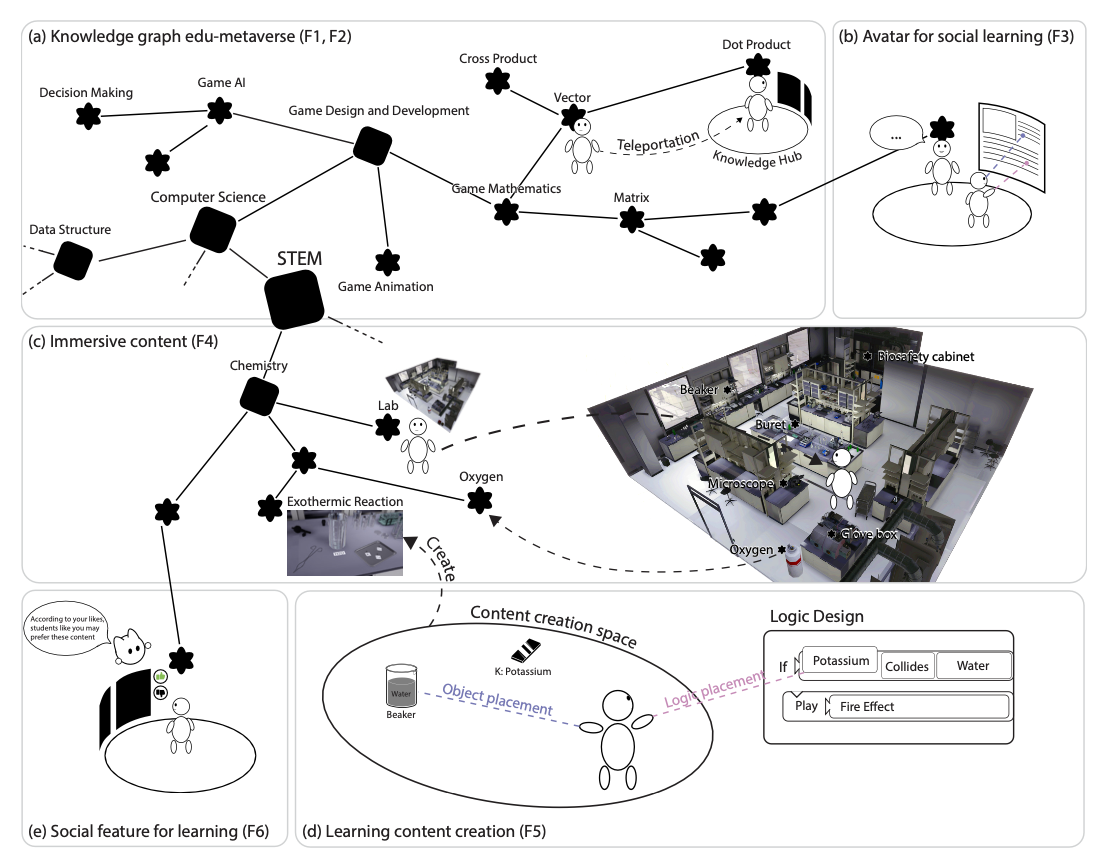 (a) Knowledge graph edu-metaverse (F1, F2)
Dot Product
Cross Product
Game AI
Decision Making
Vector
Game Design and Development
Teleportation
Knowledge Hub
Game Mathematics
Computer Science
Matrix
Data Structure
STEM
Game Animation
(b) Avatar for social learning (F3)
...
(c) Immersive content (F4)
Chemistry
Lab
Oxygen
Exothermic Reaction
Create
Biosafety cabinet
Beaker
Buret
Microscope
Glove box
Oxygen
According to your likes,
students like you may
prefer these content
(e) Social feature for learning (F6)
Content creation space
K: Potassium
Water
Beaker
Object placement
Logic placement
Logic Design
If Potassium Collides Water
Play Fire Effect
(d) Learning content creation (F5)